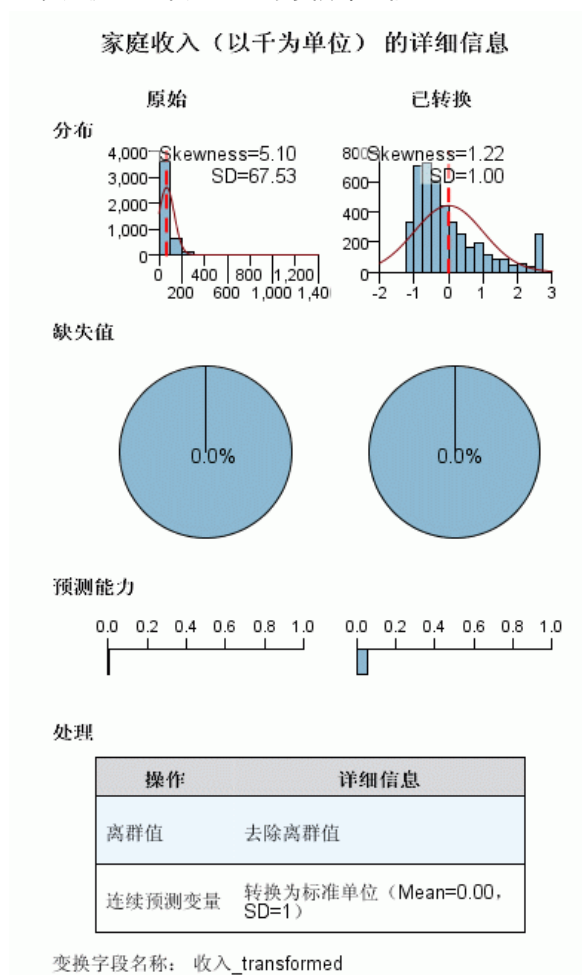 家庭收入（以千为单位） 的详细信息
原始 已转换
分布
Skewness=5.10
SD=67.53
4,000
3,000
2,000
1,000
0
0 400 800 1,200
200 600 1,000 1,40
Skewness=1.22
SD=1.00
800
600
400
200
0
-2 -1 0 1 2 3
缺失值
0.0% 0.0%
预测能力
0.0 0.2 0.4 0.6 0.8 1.0 0.0 0.2 0.4 0.6 0.8 1.0
处理
操作 详细信息
离群值 去除离群值
连续预测变量 转换为标准单位（Mean=0.00,
SD=1）
变换字段名称： 收入_transformed